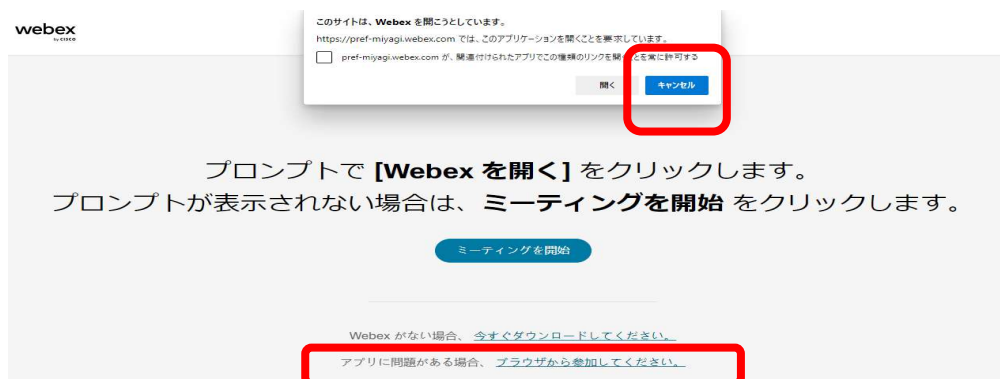 webex
by CISCO
このサイトは、Webex を開こうとしています。
https://pref-miyagi.webex.com では、このアプリケーションを開くことを要求しています。
pref-miyagi.webex.com が、関連付けられたアプリでこの種類のリンクを開くことを常に許可する
開く
キャンセル
プロンプトで [Webex を開く] をクリックします。
プロンプトが表示されない場合は、ミーティングを開始 をクリックします。
ミーティングを開始
Webex がない場合、 今すぐダウンロードしてください。
アプリに問題がある場合、 ブラウザから参加してください。